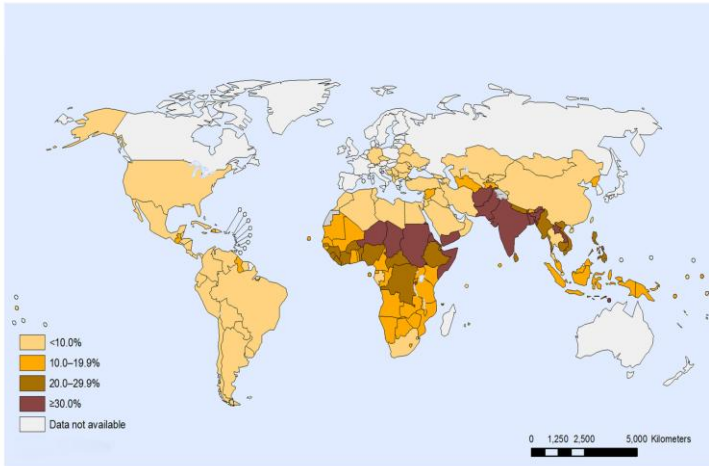 <10.0%
10.0–19.9%
20.0–29.9%
≥30.0%
Data not available
0 1,250 2,500 5,000 Kilometers